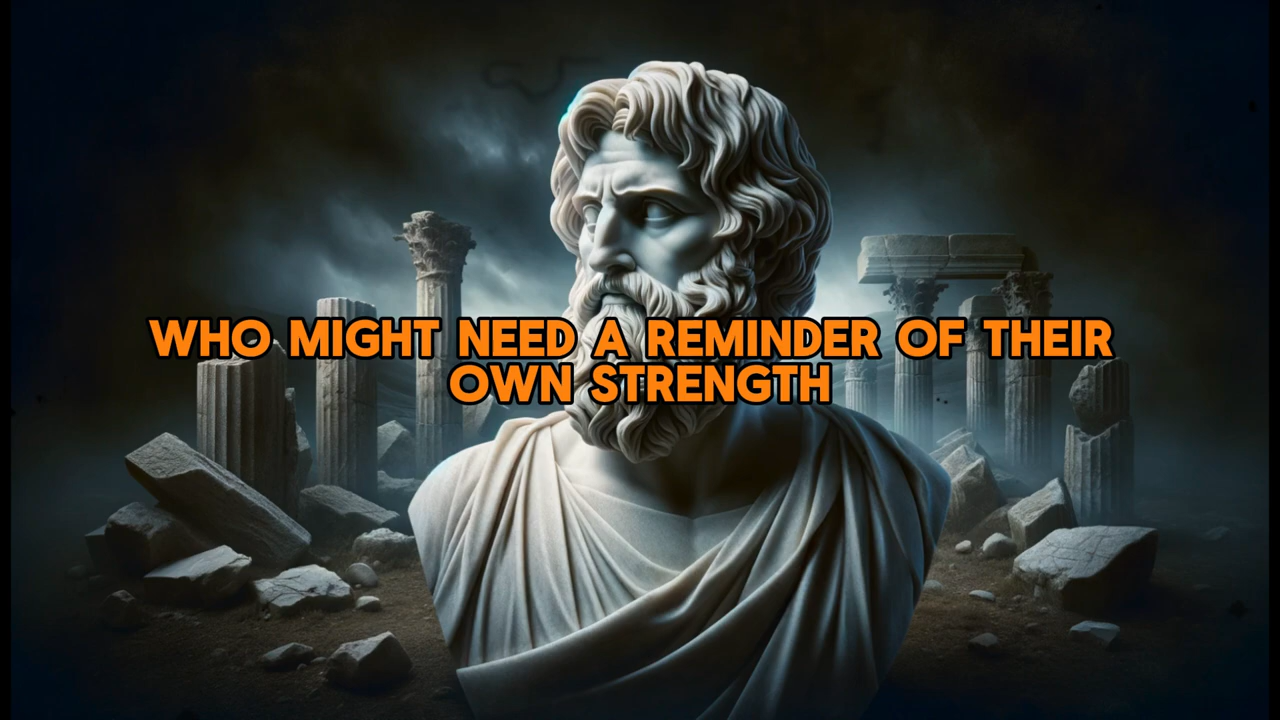 WHO MIGHT NEED A REMINDER OF THEIR
OWN STRENGTH